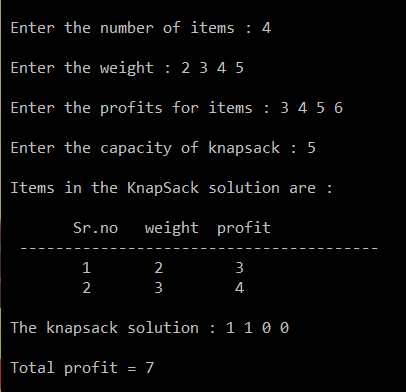 Enter the number of items : 4
Enter the weight : 2 3 4 5
Enter the profits for items : 3 4 5 6
Enter the capacity of knapsack : 5
Items in the KnapSack solution are :
Sr.no weight profit
----------------------------------------
1 2 3
2 3 4
The knapsack solution : 1 1 0 0
Total profit = 7